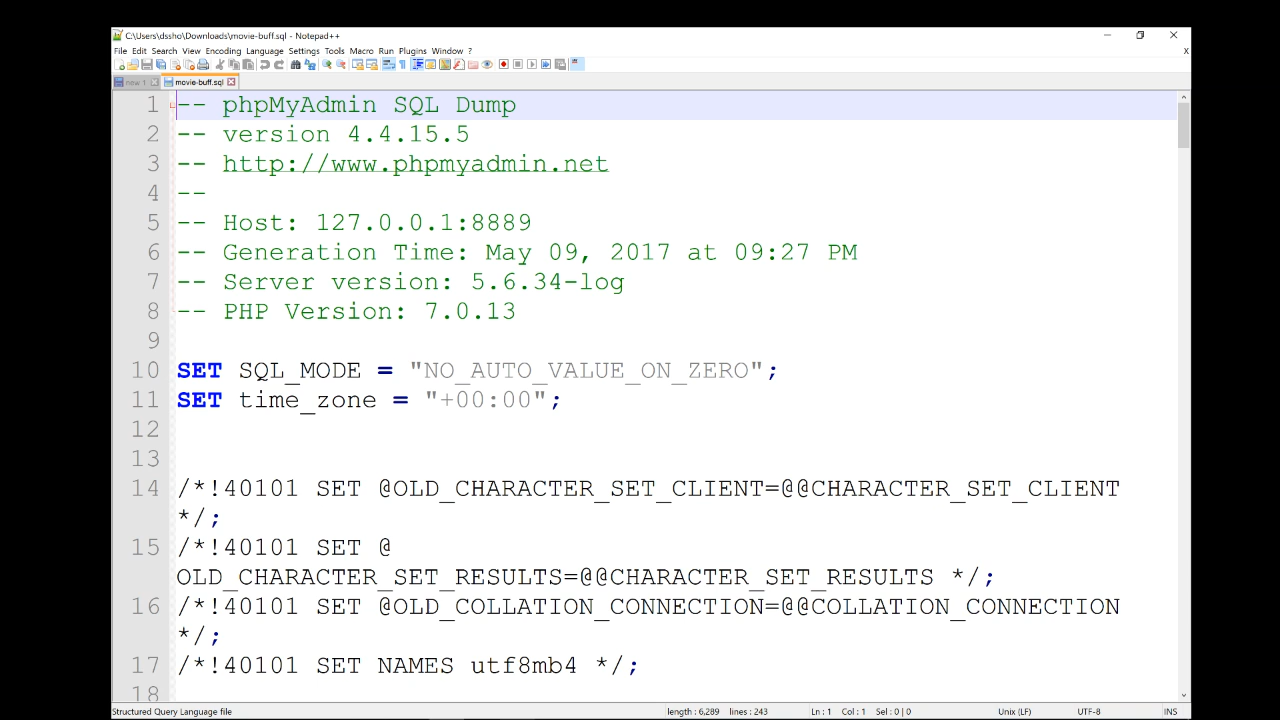 C:\Users\dssho\Downloads\movie-buff.sql - Notepad++
File Edit Search View Encoding Language Settings Tools Macro Run Plugins Window ?
X
new 1 movie-buff.sql
1 -- phpMyAdmin SQL Dump
2 -- version 4.4.15.5
3 -- http://www.phpmyadmin.net
4 --
5 -- Host: 127.0.0.1:8889
6 -- Generation Time: May 09, 2017 at 09:27 PM
7 -- Server version: 5.6.34-log
8 -- PHP Version: 7.0.13
9
10 SET SQL_MODE = "NO_AUTO_VALUE_ON_ZERO";
11 SET time_zone = "+00:00";
12
13
14 /*!40101 SET @OLD_CHARACTER_SET_CLIENT=@@CHARACTER_SET_CLIENT
*/;
15 /*!40101 SET @
OLD_CHARACTER_SET_RESULTS=@@CHARACTER_SET_RESULTS */;
16 /*!40101 SET @OLD_COLLATION_CONNECTION=@@COLLATION_CONNECTION
*/;
17 /*!40101 SET NAMES utf8mb4 */;
18
Structured Query Language file length : 6,289 lines : 243 Ln : 1 Col : 1 Sel : 0 | 0 Unix (LF) UTF-8 INS